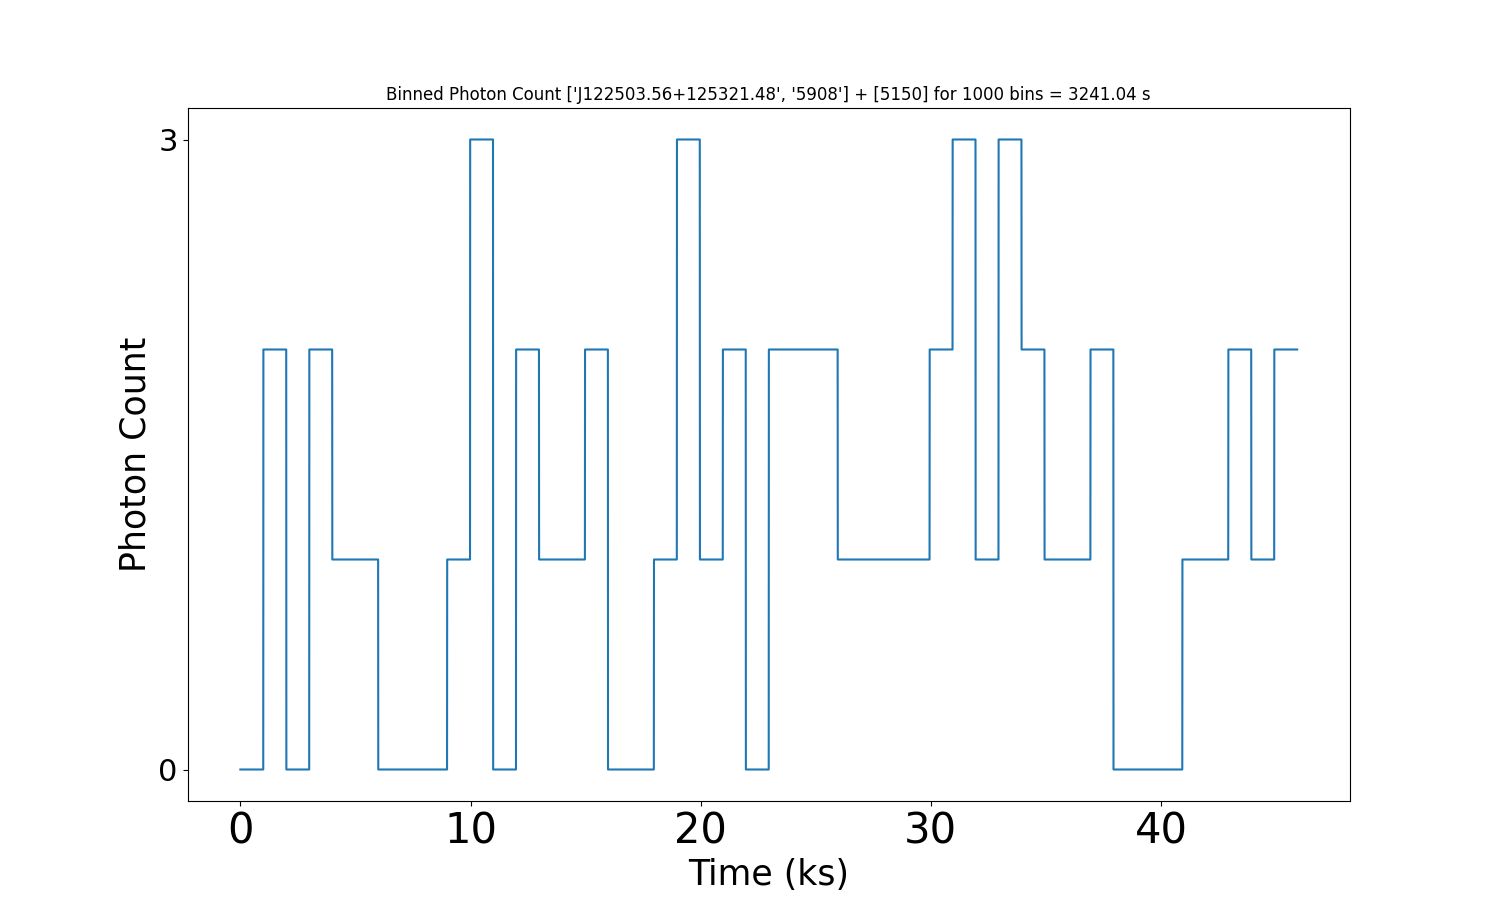 Binned Photon Count ['J122503.56+125321.48', '5908'] + [5150] for 1000 bins = 3241.04 s
3
Photon Count
0
0 10 20 30 40
Time (ks)